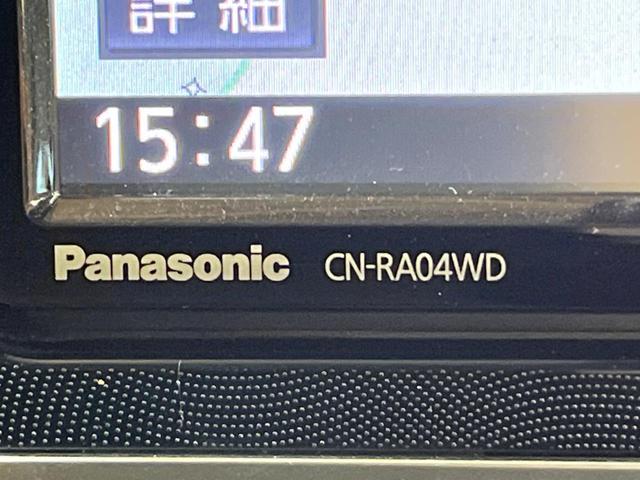 詳細
15:47
Panasonic CN-RA04WD